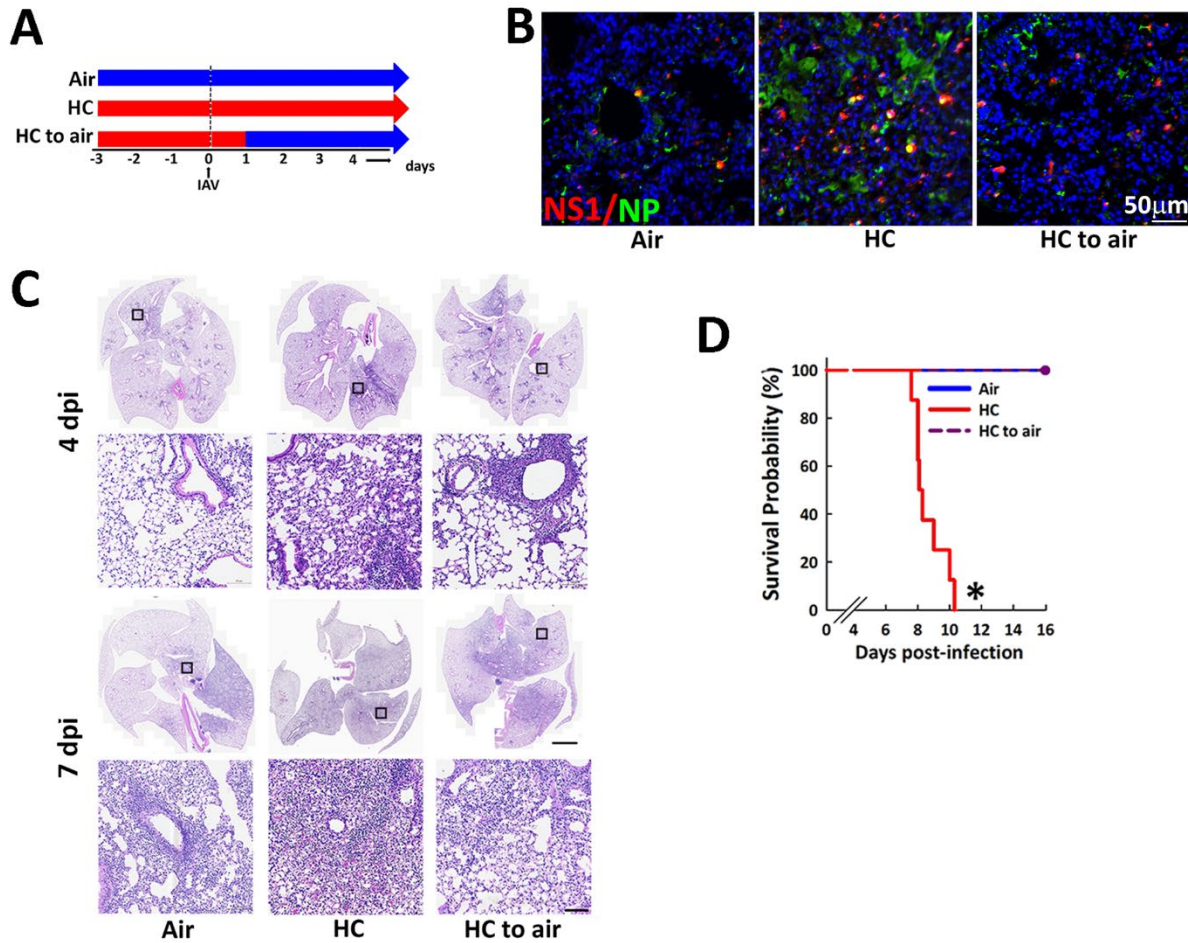 A
Air
HC
HC to air
-3 -2 -1 0 1 2 3 4 days
IAV
B
NS1/NP
50μm
Air HC HC to air
C
4 dpi
7 dpi
Air HC HC to air
D
Survival Probability (%)
100
80
60
40
20
0
Air
HC
HC to air
*
0 4 6 8 10 12 14 16
Days post-infection